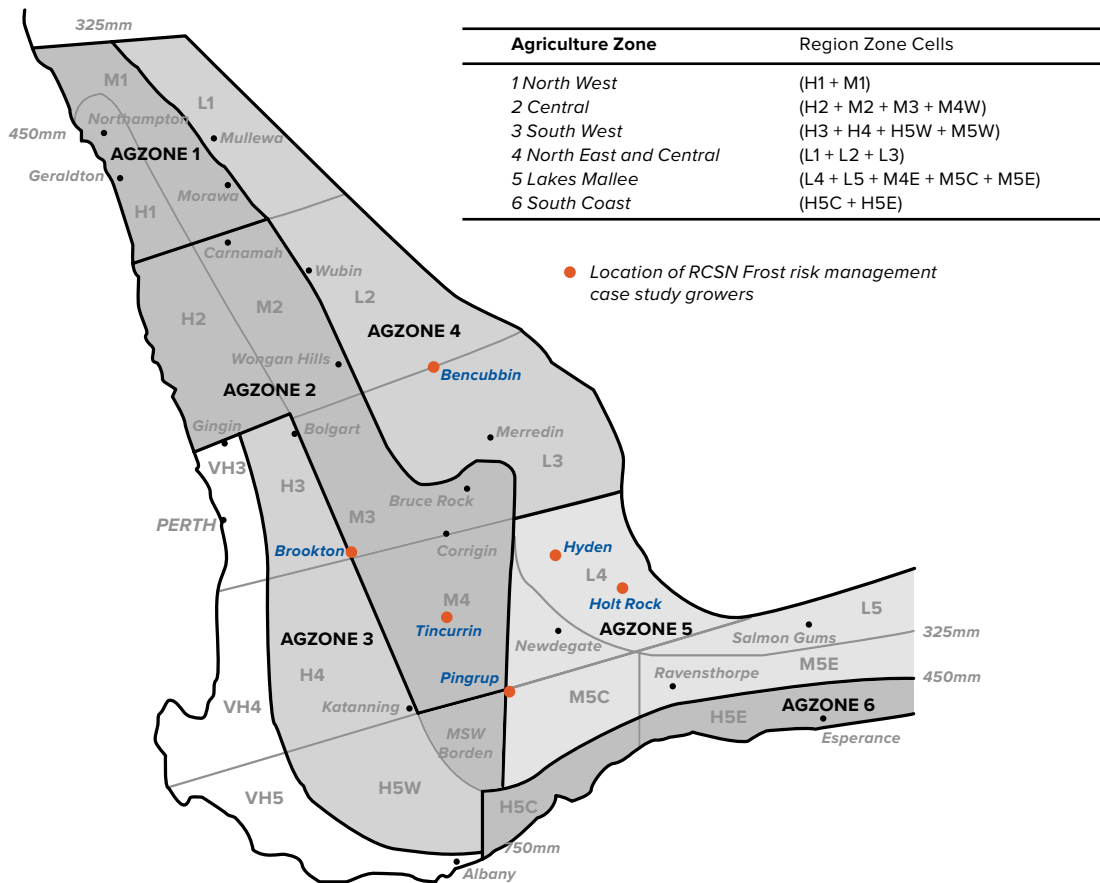 325mm
Agriculture Zone Region Zone Cells
1 North West (H1 + M1)
2 Central (H2 + M2 + M3 + M4W)
3 South West (H3 + H4 + H5W + M5W)
4 North East and Central (L1 + L2 + L3)
5 Lakes Mallee (L4 + L5 + M4E + M5C + M5E)
6 South Coast (H5C + H5E)
Location of RCSN Frost risk management
case study growers
M1
L1
Northampton
450mm
Mullewa
AGZONE 1
Geraldton
Morawa
H1
Carnamah
Wubin
L2
M2
H2
AGZONE 4
Wongan Hills
Bencubbin
AGZONE 2
Gingin
Bolgart
Merredin
VH3
L3
H3
Bruce Rock
M3
PERTH
Brookton
Corrigin
Hyden
L4
Holt Rock
M4
Tincurrin
AGZONE 5
AGZONE 3
Newdegate
Salmon Gums
L5
325mm
H4
Pingrup
Ravensthorpe
M5E
450mm
M5C
VH4
Katanning
AGZONE 6
H5E
Esperance
MSW
Borden
H5W
VH5
H5C
750mm
Albany